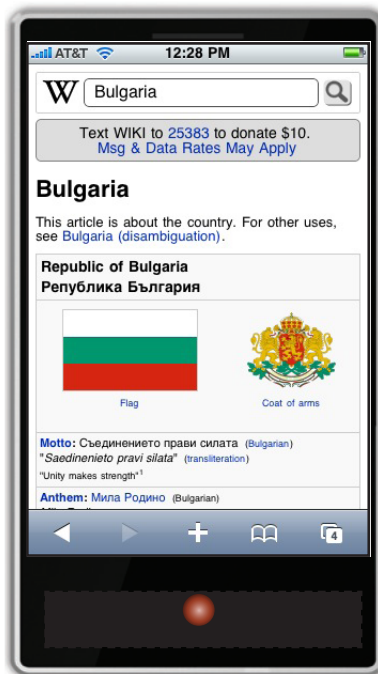 AT&T 12:28 PM
W Bulgaria
Text WIKI to 25383 to donate $10.
Msg & Data Rates May Apply
Bulgaria
This article is about the country. For other uses,
see Bulgaria (disambiguation).
Republic of Bulgaria
Република България
Flag Coat of arms
Motto: Съединението прави силата (Bulgarian)
"Saedinenieto pravi silata" (transliteration)
"Unity makes strength"1
Anthem: Мила Родино (Bulgarian)
4